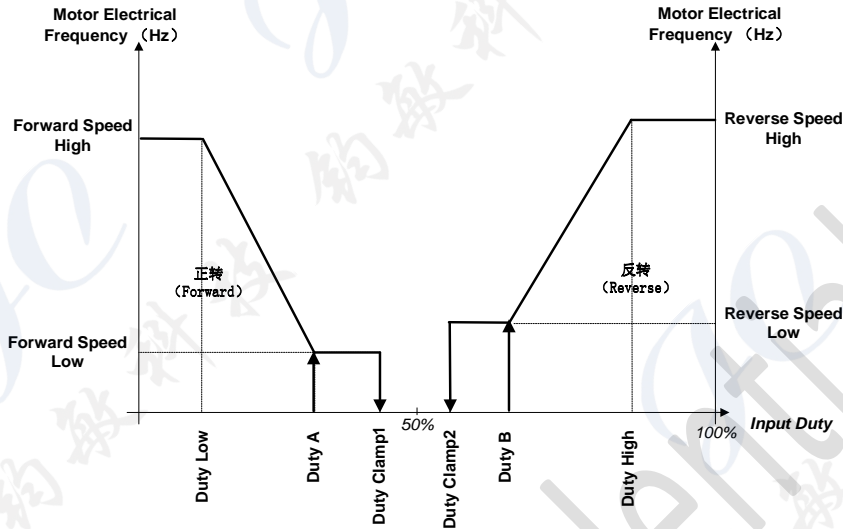 Motor Electrical
Frequency （Hz）
Motor Electrical
Frequency （Hz）
Forward Speed
High
Reverse Speed
High
正转
（Forward）
反转
（Reverse）
Forward Speed
Low
Reverse Speed
Low
50%
100%
Input Duty
Duty Low
Duty A
Duty Clamp1
Duty Clamp2
Duty B
Duty High